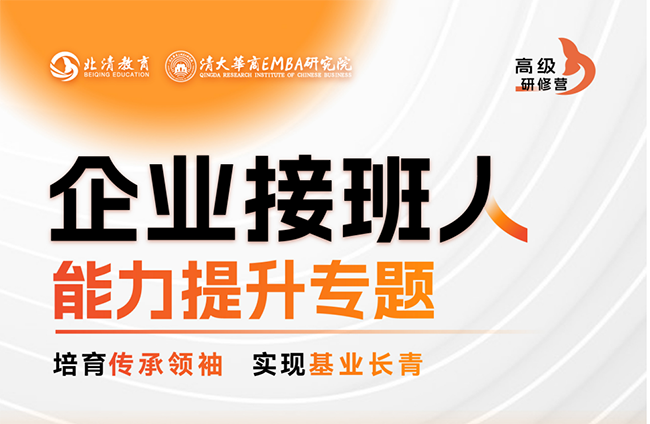 北清教育
BEIQING EDUCATION
清大华商EMBA研究院
QINGDA RESEARCH INSTITUTE OF CHINESE BUSINESS
高级
研修营
企业接班人
能力提升专题
培育传承领袖 实现基业长青